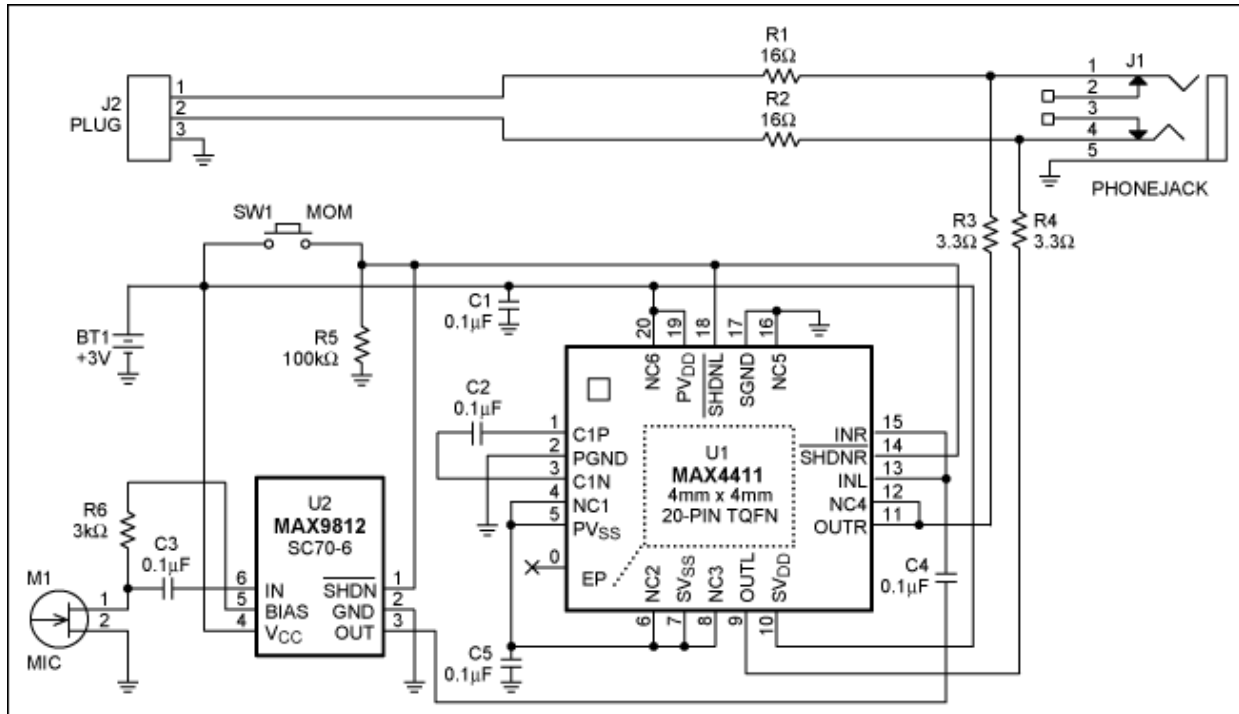 R1
16Ω
J1
1
2
3
4
5
PHONEJACK
J2
PLUG
1
2
3
R2
16Ω
R3
3.3Ω
R4
3.3Ω
SW1 MOM
BT1
+3V
R5
100kΩ
C1
0.1μF
C2
0.1μF
20 19 18 17 16
NC6 PVDD SHDNL SGND NC5
1 C1P
2 PGND
3 C1N
4 NC1
5 PVSS
0 EP
U1
MAX4411
4mm x 4mm
20-PIN TQFN
INR 15
SHDNR 14
INL 13
NC4 12
OUTR 11
NC2 SVSS NC3 OUTL SVDD
6 7 8 9 10
C4
0.1μF
C5
0.1μF
R6
3kΩ
C3
0.1μF
M1
1
2
MIC
U2
MAX9812
SC70-6
6 IN
5 BIAS
4 VCC
SHDN 1
GND 2
OUT 3